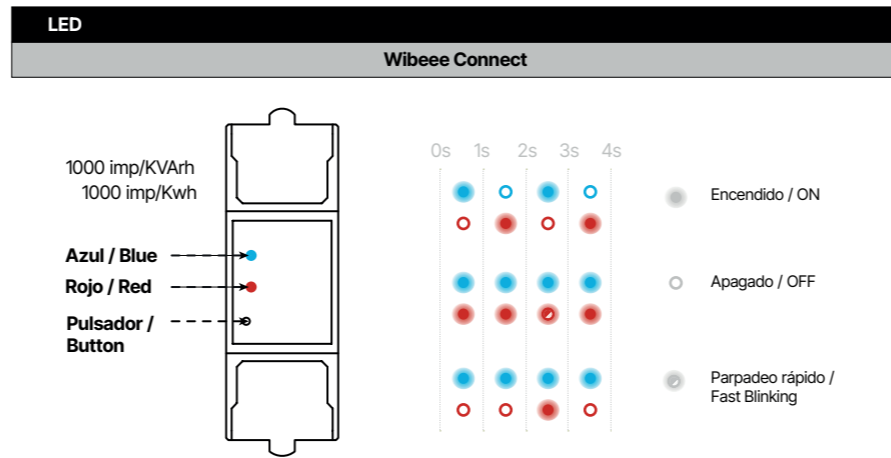 LED
Wibeee Connect
1000 imp/KVArh
1000 imp/Kwh
Azul / Blue
Rojo / Red
Pulsador /
Button
0s 1s 2s 3s 4s
Encendido / ON
Apagado / OFF
Parpadeo rápido /
Fast Blinking